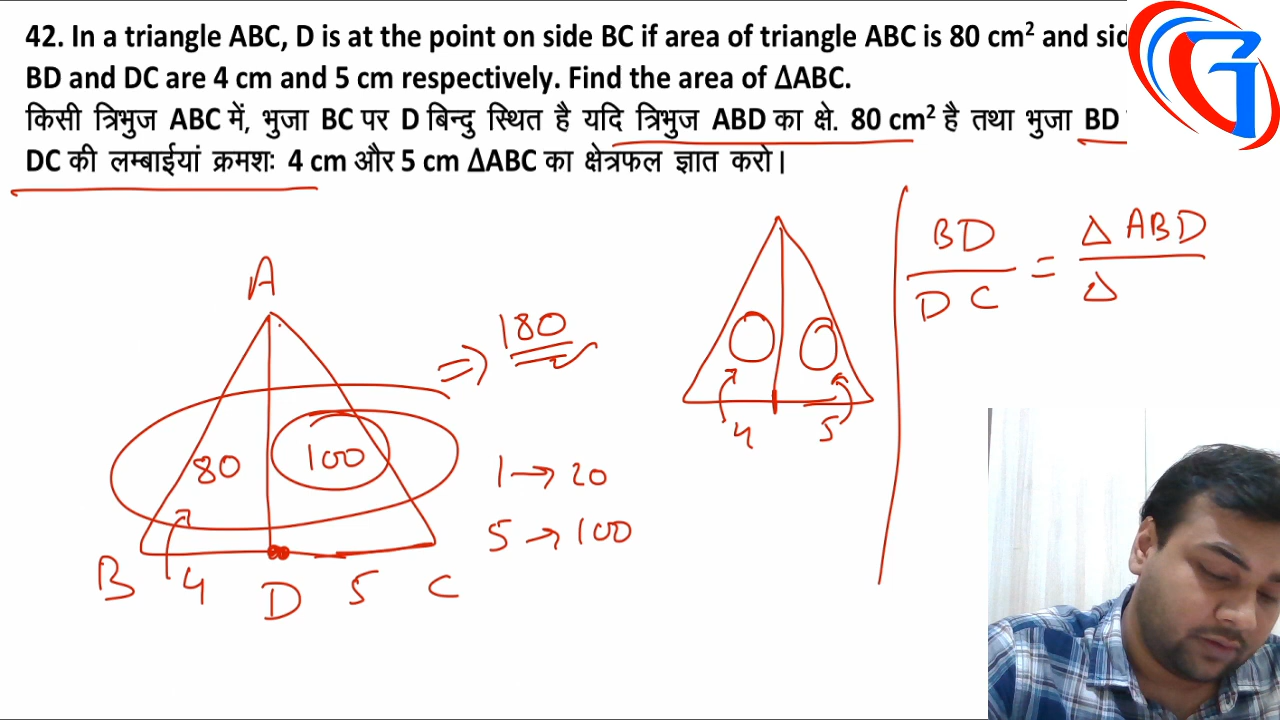 42. In a triangle ABC, D is at the point on side BC if area of triangle ABC is 80 cm² and
BD and DC are 4 cm and 5 cm respectively. Find the area of ΔABC.
किसी त्रिभुज ABC में, भुजा BC पर D बिन्दु स्थित है यदि त्रिभुज ABD का क्षे. 80 cm² है तथा भुजा BD
DC की लम्बाईयां क्रमशः 4 cm और 5 cm ΔABC का क्षेत्रफल ज्ञात करो।
A
80
100
B 4 D 5 C
⇒ 180
1 → 20
5 → 100
4 5
BD/DC = Δ ABD/Δ